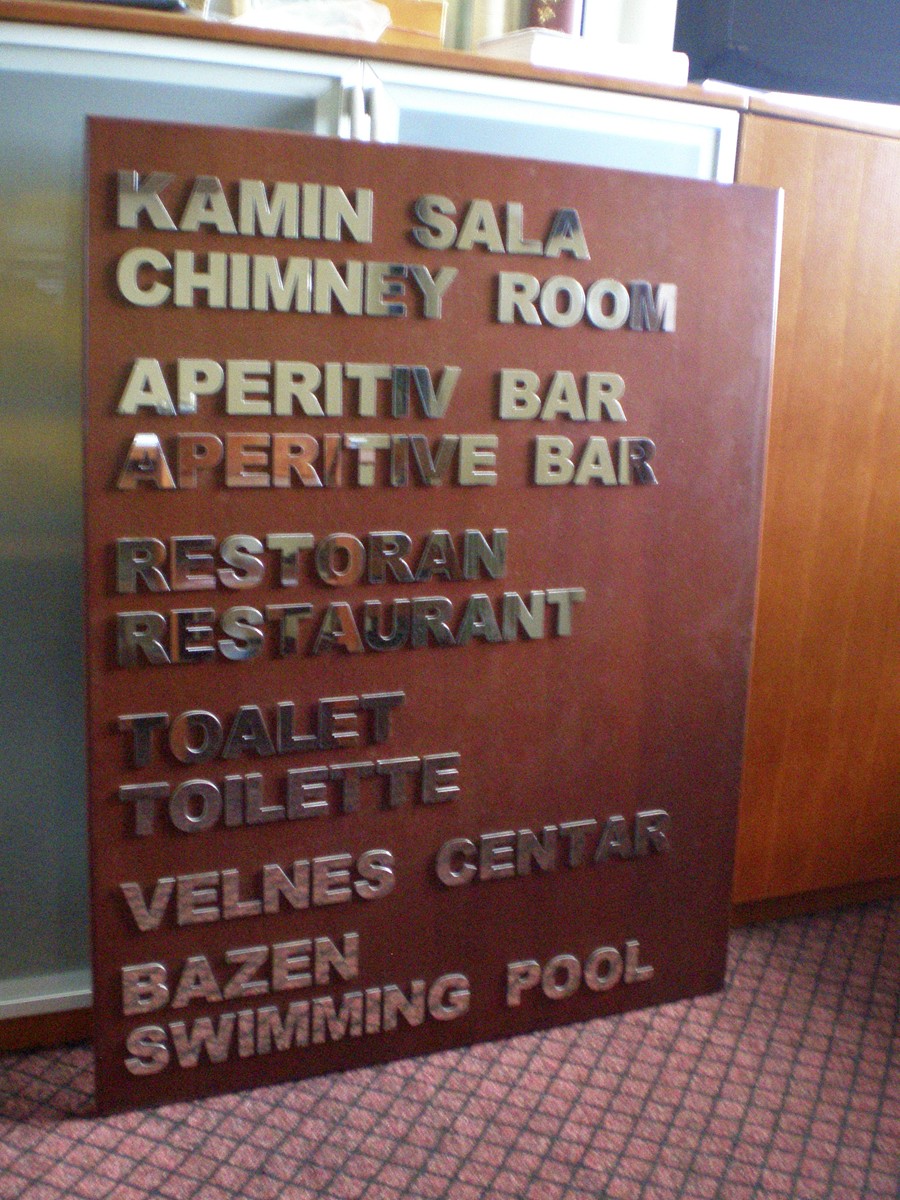 KAMIN SALA
CHIMNEY ROOM
APERITIV BAR
APERITIVE BAR
RESTORAN
RESTAURANT
TOALET
TOILETTE
VELNES CENTAR
BAZEN
SWIMMING POOL